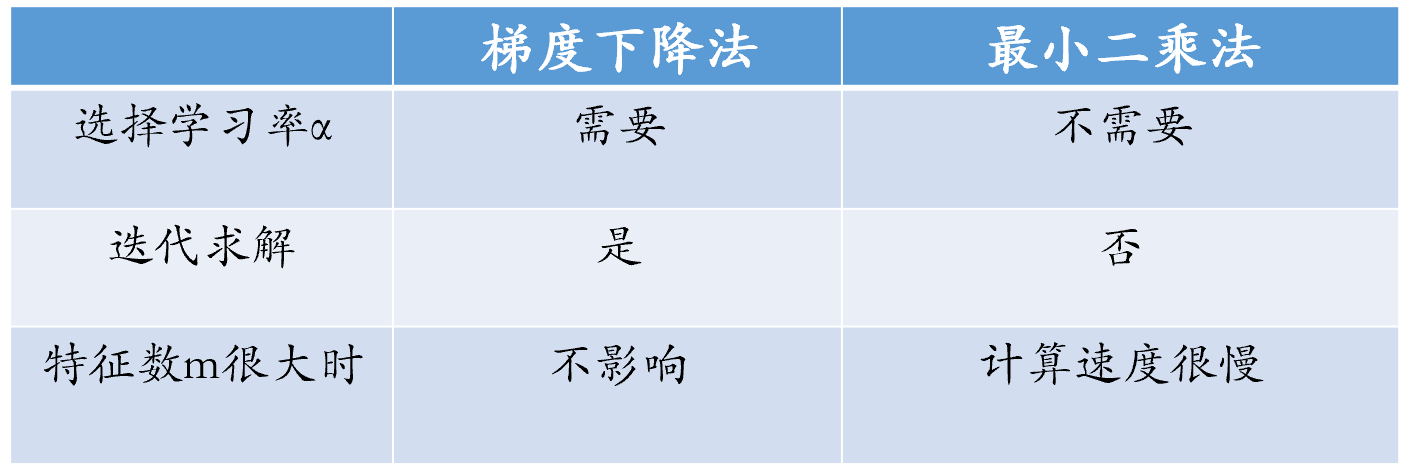 梯度下降法 最小二乘法
选择学习率α 需要 不需要
迭代求解 是 否
特征数m很大时 不影响 计算速度很慢